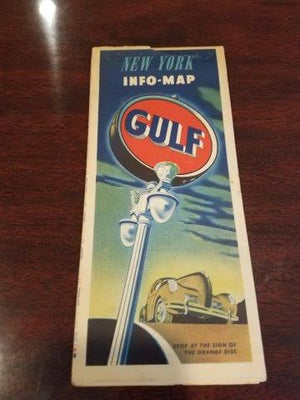 NEW YORK
INFO-MAP
GULF
STOP AT THE SIGN OF
THE ORANGE DISC